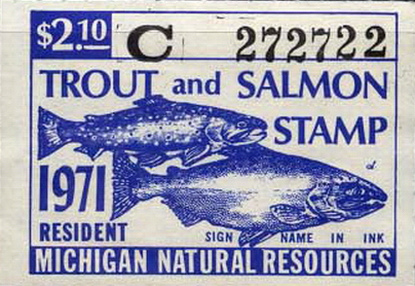 $2.10 C 272722
TROUT and SALMON
STAMP
1971
RESIDENT SIGN NAME IN INK
MICHIGAN NATURAL RESOURCES